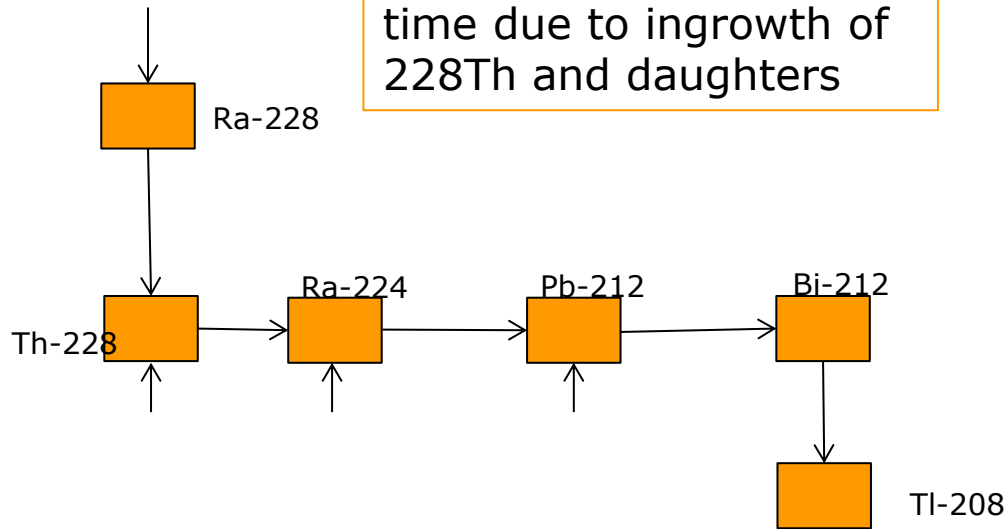 time due to ingrowth of
228Th and daughters
Ra-228
Ra-224
Pb-212
Bi-212
Th-228
Tl-208